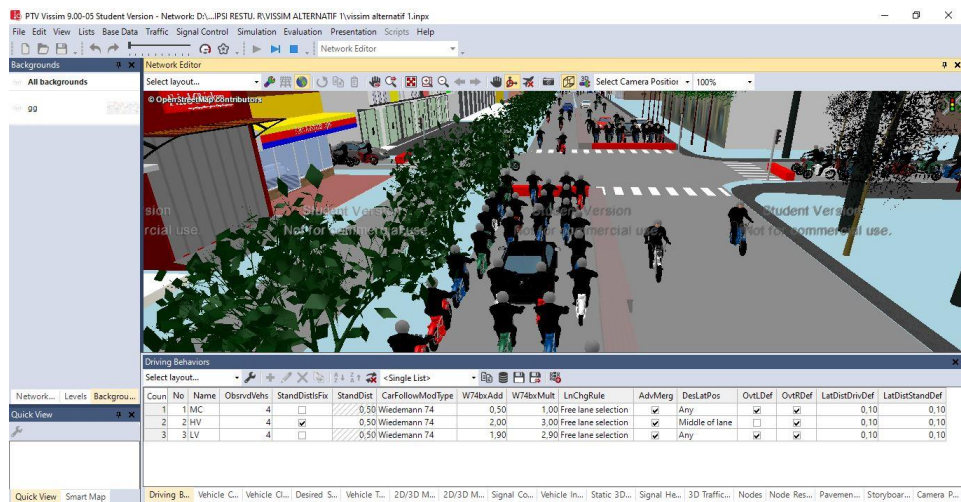 PTV Vissim 9.00-05 Student Version - Network: D:\...IPSI RESTU. R\VISSIM ALTERNATIF 1\vissim alternatif 1.inpx
File Edit View Lists Base Data Traffic Signal Control Simulation Evaluation Presentation Scripts Help
Network Editor
Backgrounds
All backgrounds
gg
Network Editor
Select layout...
Select Camera Position
100%
© OpenStreetMap contributors
sion
rcial use.
Student Version
Not for commercial use.
Student Version
Not for commercial use.
Student Version
Not for commercial use.
Network... Levels Backgrou...
Quick View
Quick View Smart Map
Driving Behaviors
Select layout...
<Single List>
Coun No Name ObsrvdVehs StandDistIsFix StandDist CarFollowModType W74bxAdd W74bxMult LnChgRule AdvMerg DesLatPos OvtLDef OvtRDef LatDistDrivDef LatDistStandDef
1 1 MC 4 0,50 Wiedemann 74 0,50 1,00 Free lane selection Any 0,10 0,10
2 2 HV 4 0,50 Wiedemann 74 2,00 3,00 Free lane selection Middle of lane 0,10 0,10
3 3 LV 4 0,50 Wiedemann 74 1,90 2,90 Free lane selection Any 0,10 0,10
Driving B... Vehicle C... Vehicle Cl... Desired S... Vehicle T... 2D/3D M... 2D/3D M... Signal Co... Vehicle In... Static 3D... Signal He... 3D Traffic... Nodes Node Res... Pavemen... Storyboar... Camera P...